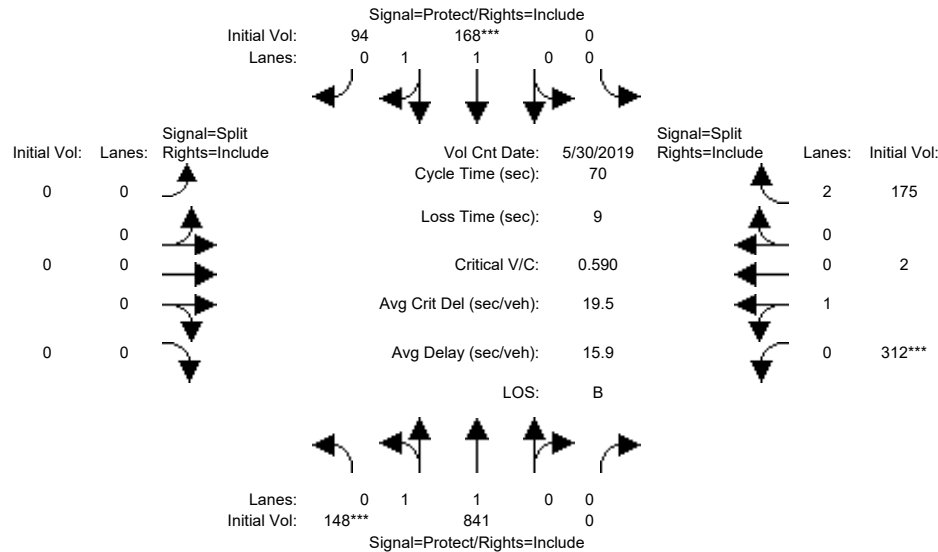 Signal=Protect/Rights=Include
Initial Vol: 94 168*** 0
Lanes: 0 1 1 0 0
Signal=Split
Rights=Include
Initial Vol: Lanes:
Vol Cnt Date: 5/30/2019
Signal=Split
Rights=Include
Lanes: Initial Vol:
Cycle Time (sec): 70
0 0
2 175
Loss Time (sec): 9
0
0
0 0
Critical V/C: 0.590
0 2
0
Avg Crit Del (sec/veh): 19.5
1
0 0
Avg Delay (sec/veh): 15.9
0 312***
LOS: B
Lanes: 0 1 1 0 0
Initial Vol: 148*** 841 0
Signal=Protect/Rights=Include